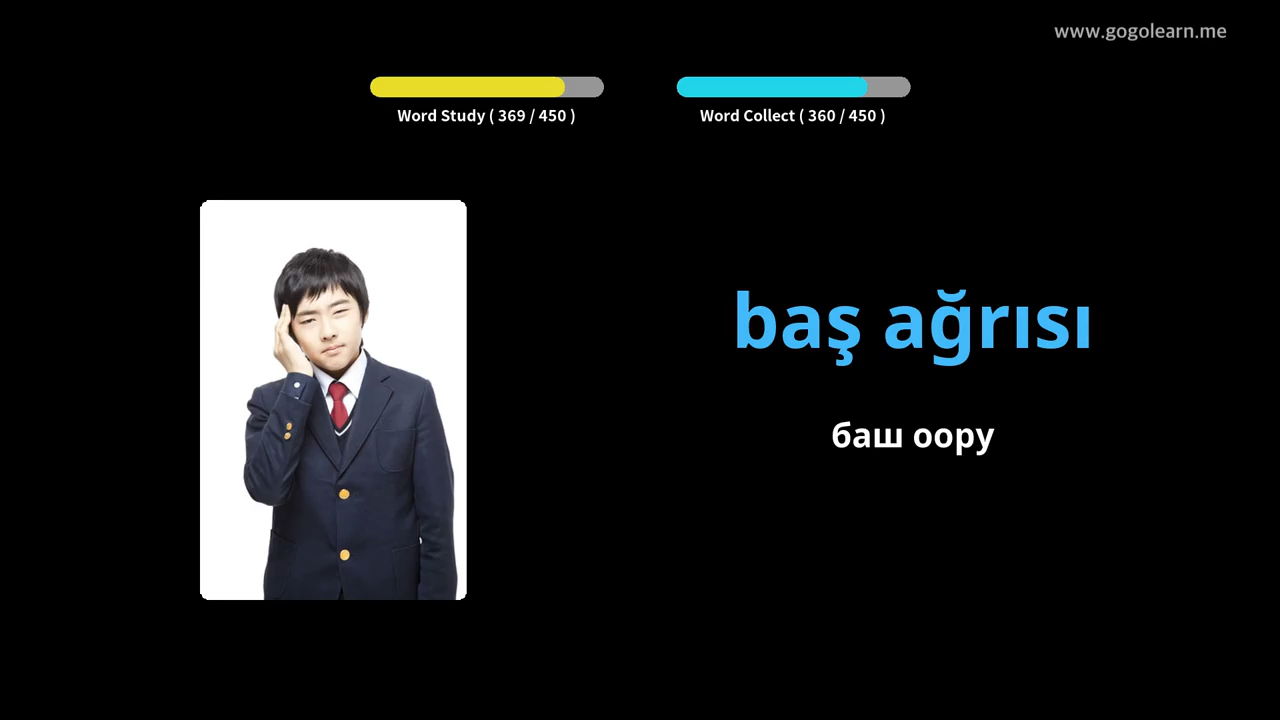 www.gogolearn.me
Word Study ( 369 / 450 )
Word Collect ( 360 / 450 )
baş ağrısı
баш оору